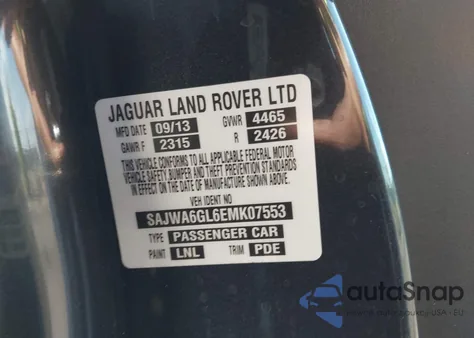 JAGUAR LAND ROVER LTD
MFD DATE 09/13 GVWR 4465
GAWR F 2315 R 2426
THIS VEHICLE CONFORMS TO ALL APPLICABLE FEDERAL MOTOR
VEHICLE SAFETY BUMPER AND THEFT PREVENTION STANDARDS
IN EFFECT ON THE DATE OF MANUFACTURE SHOWN ABOVE
VEH IDENT NO
SAJWA6GL6EMK07553
TYPE PASSENGER CAR
PAINT LNL TRIM PDE
autoSnap
USA - EU